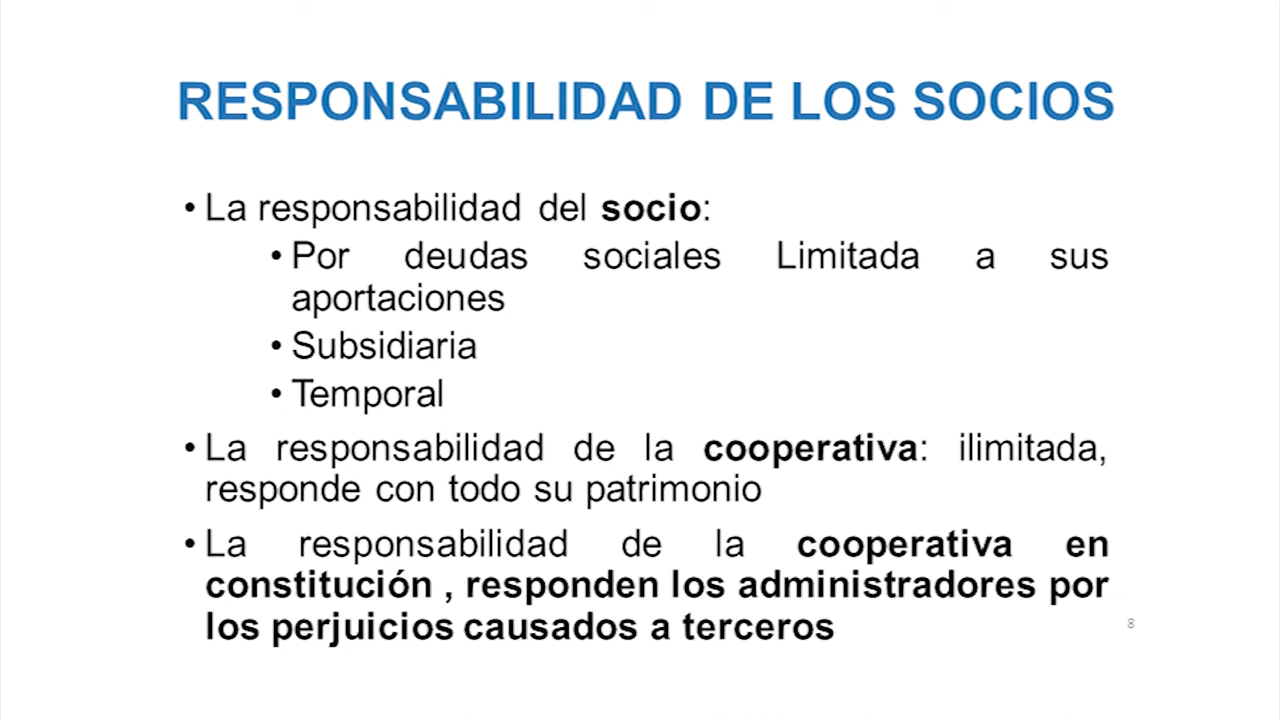 RESPONSABILIDAD DE LOS SOCIOS
• La responsabilidad del socio:
• Por deudas sociales Limitada a sus
aportaciones
• Subsidiaria
• Temporal
• La responsabilidad de la cooperativa: ilimitada,
responde con todo su patrimonio
• La responsabilidad de la cooperativa en
constitución , responden los administradores por
los perjuicios causados a terceros
8